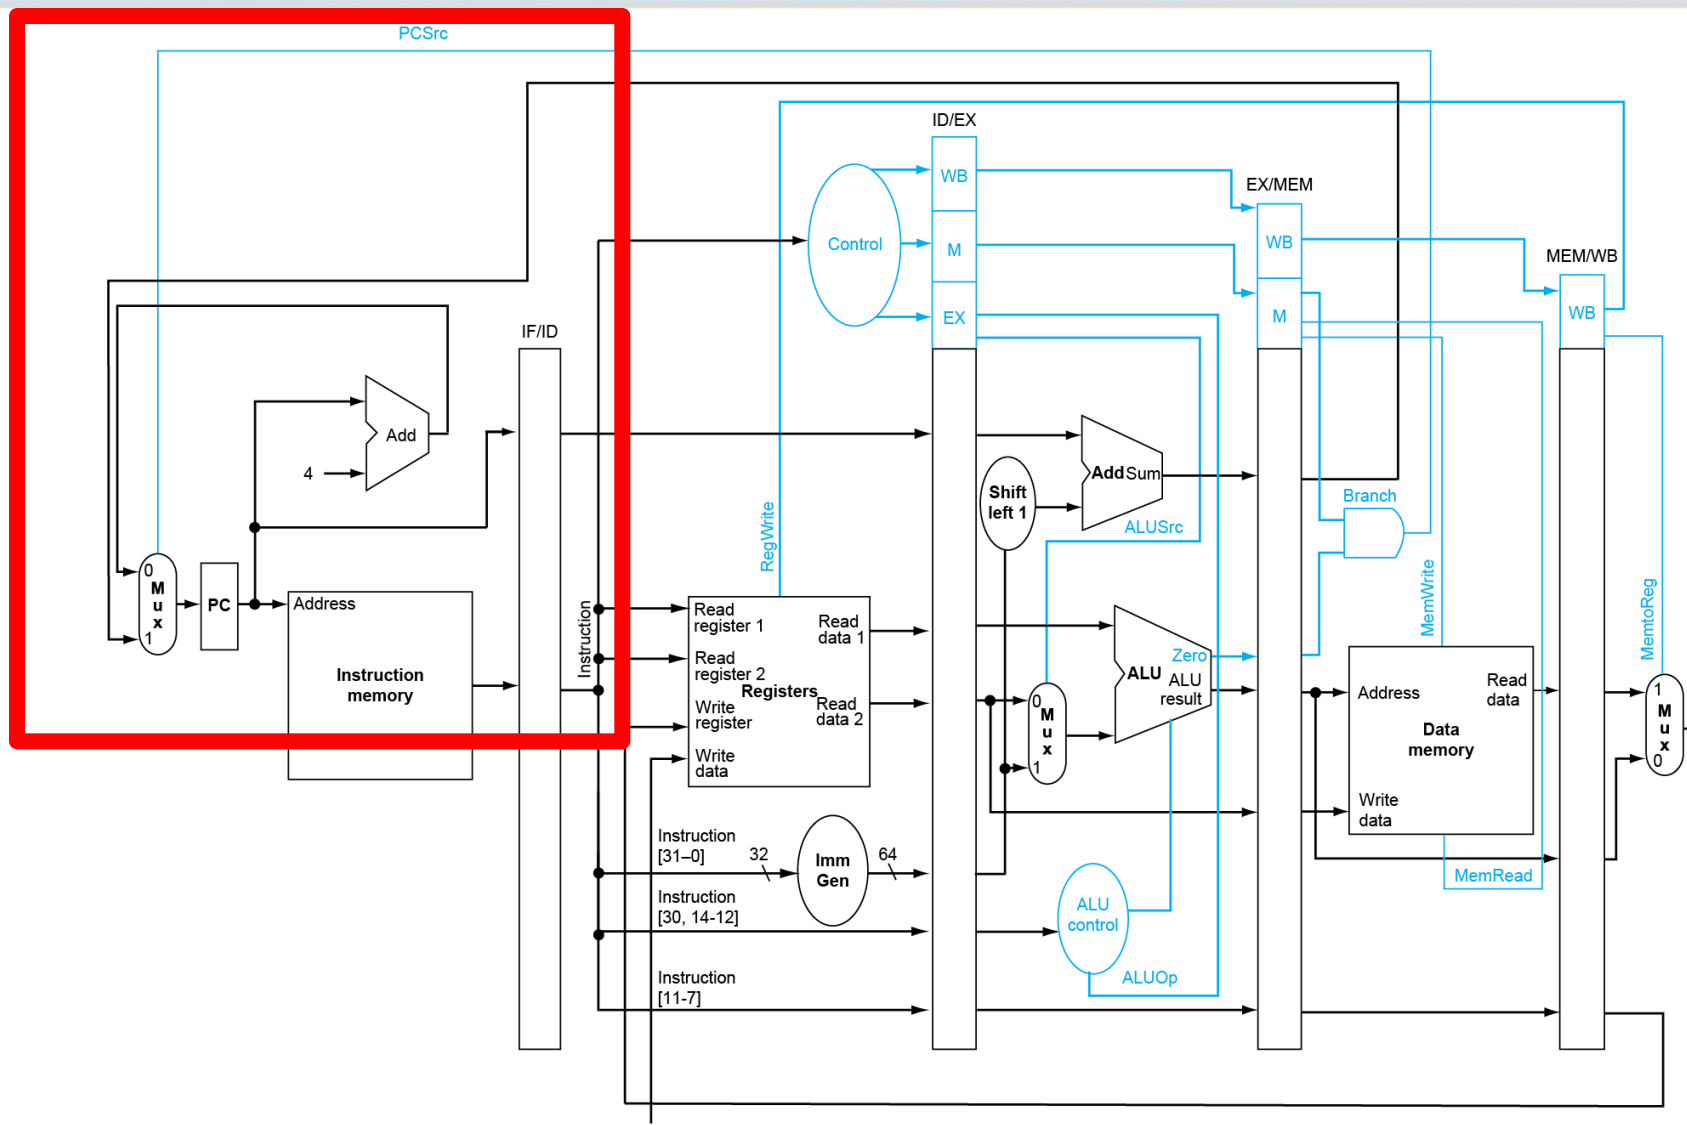 PCSrc
ID/EX
WB
EX/MEM
Control
M
WB
MEM/WB
EX
M
WB
IF/ID
Add
4
Shift
left 1
Add Sum
Branch
ALUSrc
RegWrite
MemWrite
MemtoReg
0
M
u
x
1
PC
Address
Instruction
memory
Instruction
Read
register 1
Read
register 2
Write
register
Write
data
Registers
Read
data 1
Read
data 2
0
M
u
x
1
Zero
ALU
ALU
result
Address
Read
data
Data
memory
Write
data
1
M
u
x
0
MemRead
Instruction
[31–0]
32
Imm
Gen
64
Instruction
[30, 14-12]
ALU
control
ALUOp
Instruction
[11-7]